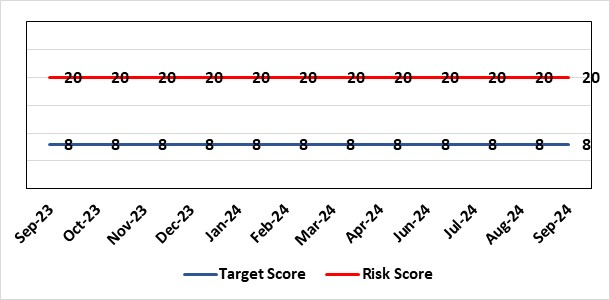 20 20 20 20 20 20 20 20 20 20 20 20
8 8 8 8 8 8 8 8 8 8 8 8
Sep-23 Oct-23 Nov-23 Dec-23 Jan-24 Feb-24 Mar-24 Apr-24 Jun-24 Jul-24 Aug-24 Sep-24
Target Score Risk Score